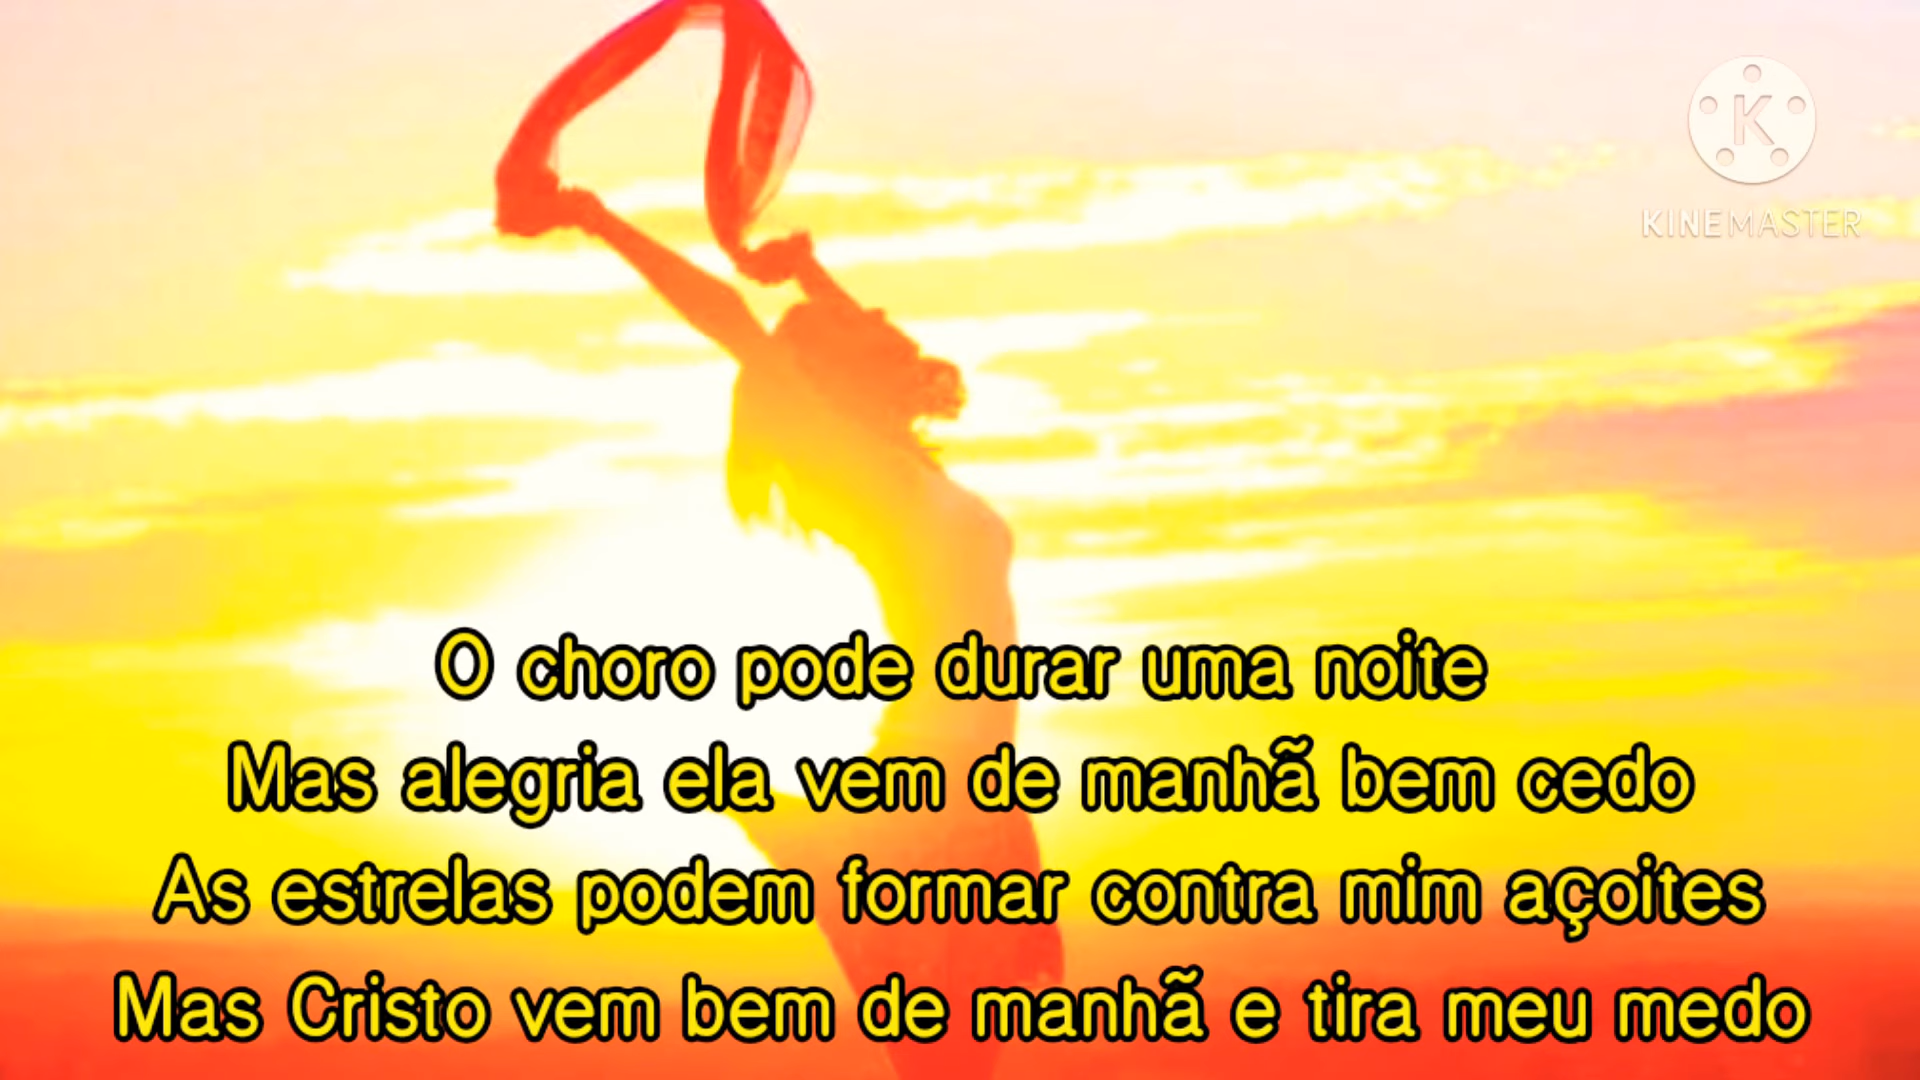 K
KINEMASTER
O choro pode durar uma noite
Mas alegria ela vem de manhã bem cedo
As estrelas podem formar contra mim açoites
Mas Cristo vem bem de manhã e tira meu medo